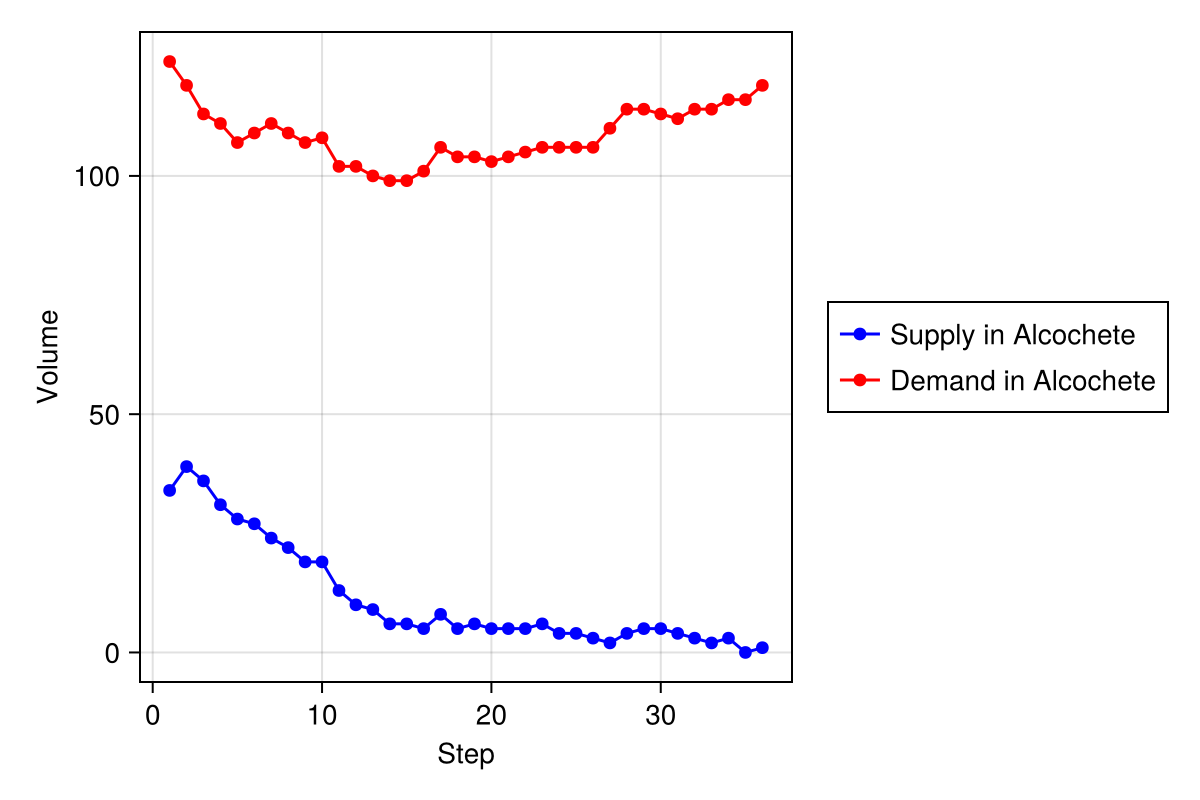 Volume
100
50
0
0 10 20 30
Step
Supply in Alcochete
Demand in Alcochete